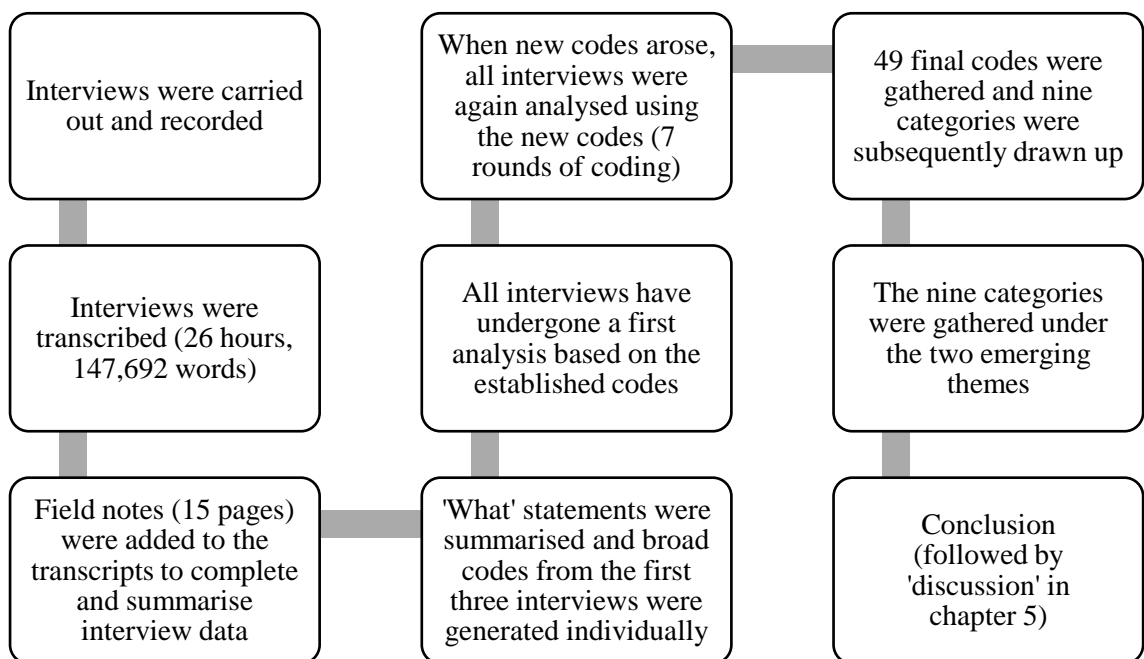 Interviews were carried
out and recorded
Interviews were
transcribed (26 hours,
147,692 words)
Field notes (15 pages)
were added to the
transcripts to complete
and summarise
interview data
'What' statements were
summarised and broad
codes from the first
three interviews were
generated individually
All interviews have
undergone a first
analysis based on the
established codes
When new codes arose,
all interviews were
again analysed using
the new codes (7
rounds of coding)
49 final codes were
gathered and nine
categories were
subsequently drawn up
The nine categories
were gathered under
the two emerging
themes
Conclusion
(followed by
'discussion' in
chapter 5)